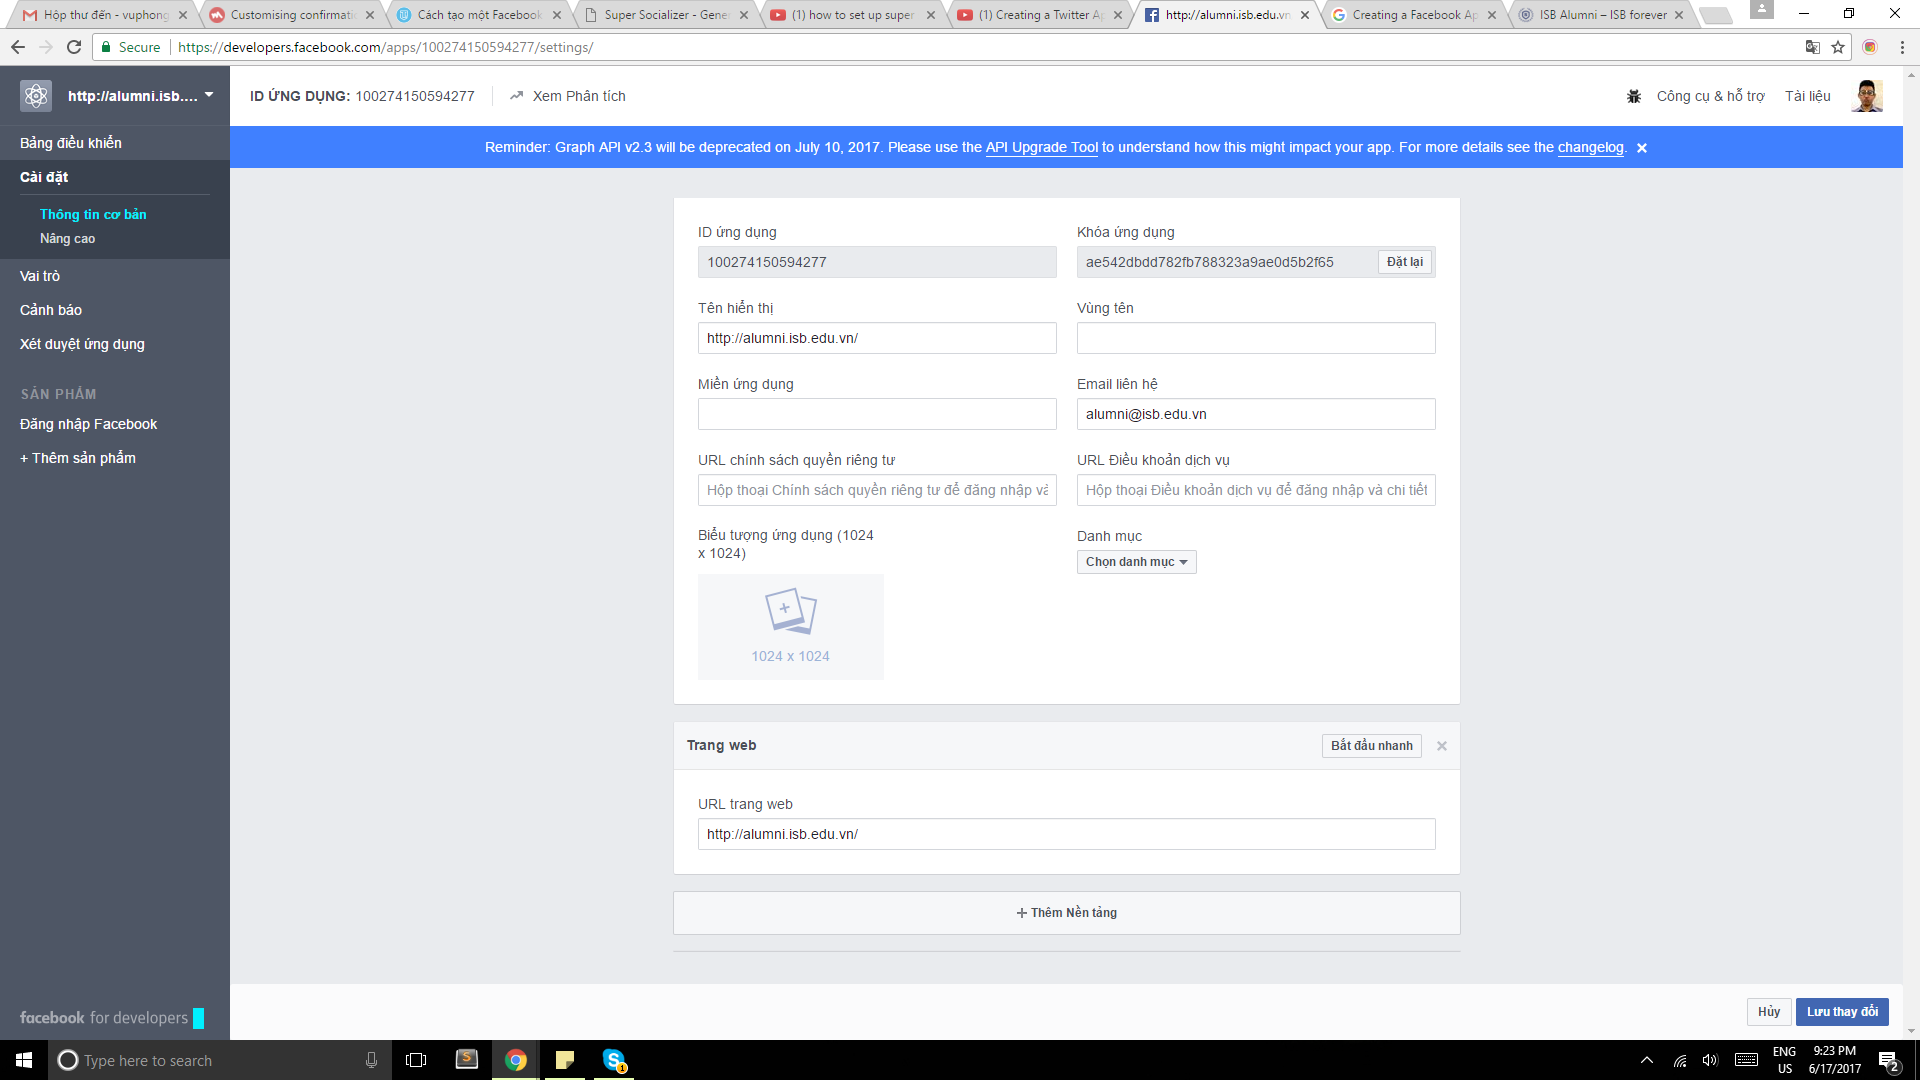 Hộp thư đến - vuphong
Customising confirmati
Cách tạo một Facebook
Super Socializer - Gene
(1) how to set up super
(1) Creating a Twitter A
http://alumni.isb.edu.vn
Creating a Facebook Ap
ISB Alumni – ISB forever
Secure
https://developers.facebook.com/apps/100274150594277/settings/
http://alumni.isb....
ID ỨNG DỤNG: 100274150594277
Xem Phân tích
Công cụ & hỗ trợ
Tài liệu
Reminder: Graph API v2.3 will be deprecated on July 10, 2017. Please use the API Upgrade Tool to understand how this might impact your app. For more details see the changelog.
Bảng điều khiển
Cài đặt
Thông tin cơ bản
Nâng cao
Vai trò
Cảnh báo
Xét duyệt ứng dụng
SẢN PHẨM
Đăng nhập Facebook
+ Thêm sản phẩm
ID ứng dụng
100274150594277
Khóa ứng dụng
ae542dbdd782fb788323a9ae0d5b2f65
Đặt lại
Tên hiển thị
http://alumni.isb.edu.vn/
Vùng tên
Miền ứng dụng
Email liên hệ
alumni@isb.edu.vn
URL chính sách quyền riêng tư
Hộp thoại Chính sách quyền riêng tư để đăng nhập và
URL Điều khoản dịch vụ
Hộp thoại Điều khoản dịch vụ để đăng nhập và chi tiết
Biểu tượng ứng dụng (1024
x 1024)
1024 x 1024
Danh mục
Chọn danh mục
Trang web
Bắt đầu nhanh
URL trang web
http://alumni.isb.edu.vn/
Thêm Nền tảng
facebook for developers
Hủy
Lưu thay đổi
Type here to search
S
1
ENG
US
9:23 PM
6/17/2017
2